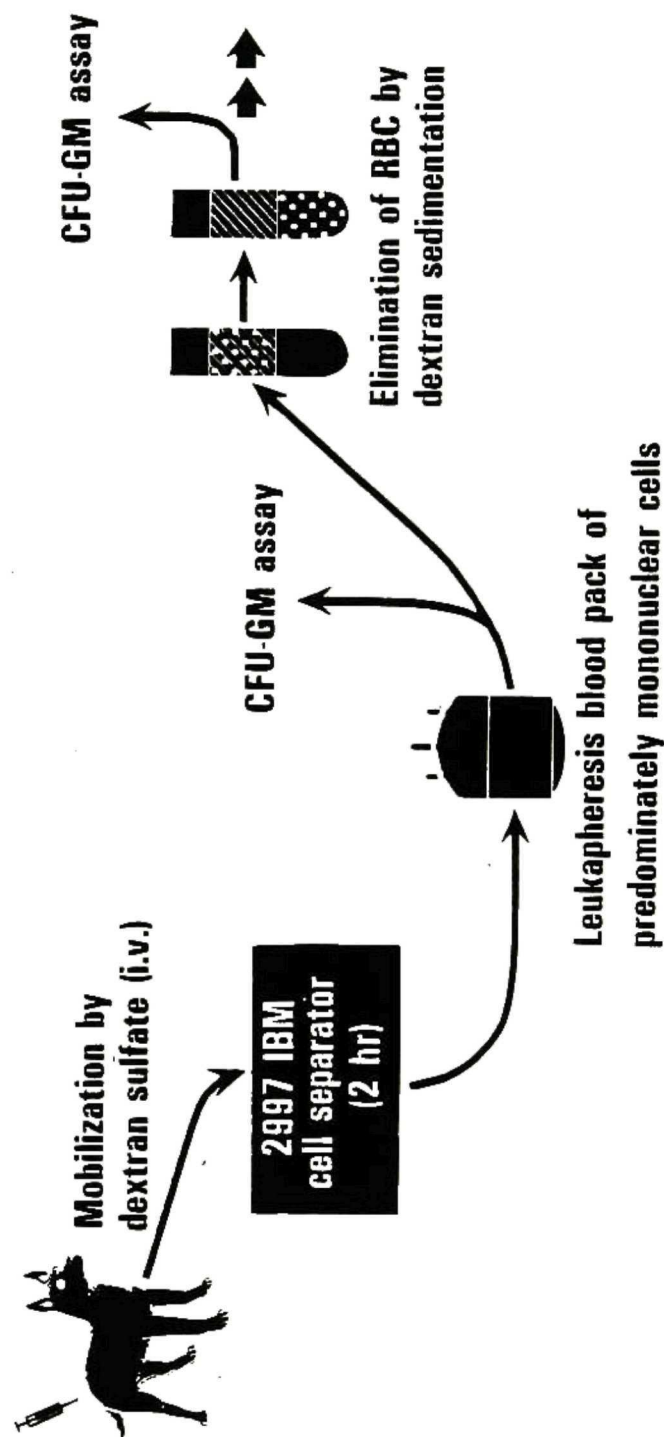 Mobilization by
dextran sulfate (i.v.)
2997 IBM
cell separator
(2 hr)
Leukapheresis blood pack of
predominately mononuclear cells
CFU-GM assay
Elimination of RBC by
dextran sedimentation
CFU-GM assay